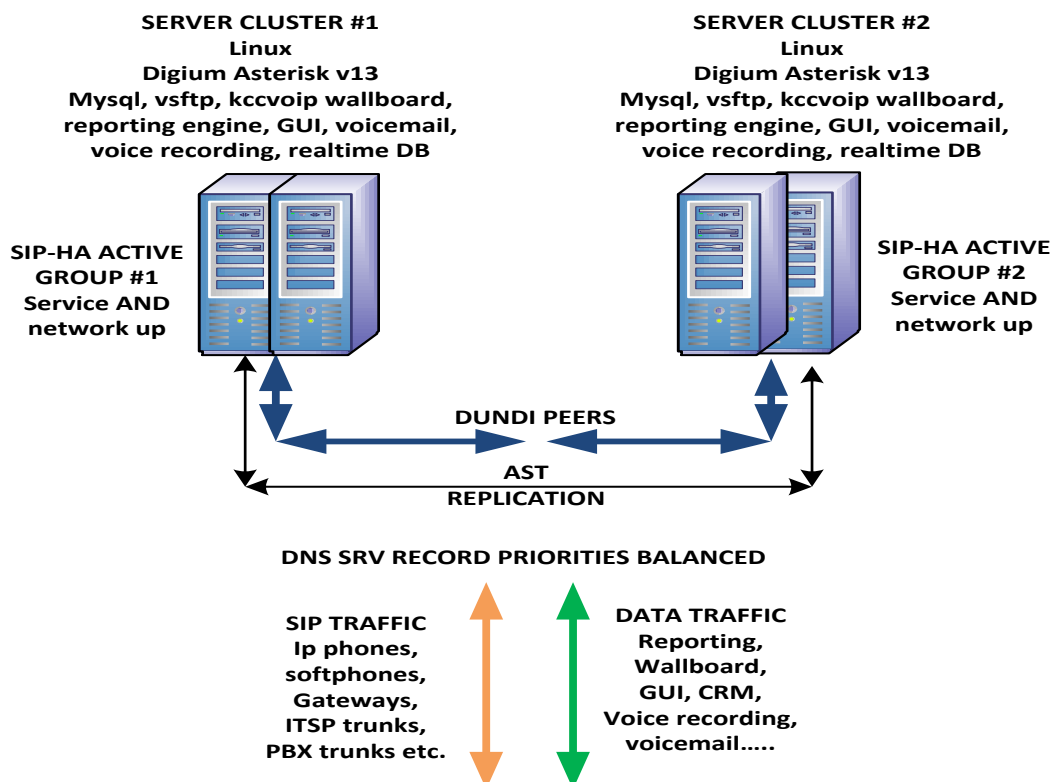 SERVER CLUSTER #1
Linux
Digium Asterisk v13
Mysql, vsftp, kccvoip wallboard,
reporting engine, GUI, voicemail,
voice recording, realtime DB
SERVER CLUSTER #2
Linux
Digium Asterisk v13
Mysql, vsftp, kccvoip wallboard,
reporting engine, GUI, voicemail,
voice recording, realtime DB
SIP-HA ACTIVE
GROUP #1
Service AND
network up
SIP-HA ACTIVE
GROUP #2
Service AND
network up
DUNDI PEERS
AST
REPLICATION
DNS SRV RECORD PRIORITIES BALANCED
SIP TRAFFIC
Ip phones,
softphones,
Gateways,
ITSP trunks,
PBX trunks etc.
DATA TRAFFIC
Reporting,
Wallboard,
GUI, CRM,
Voice recording,
voicemail.....